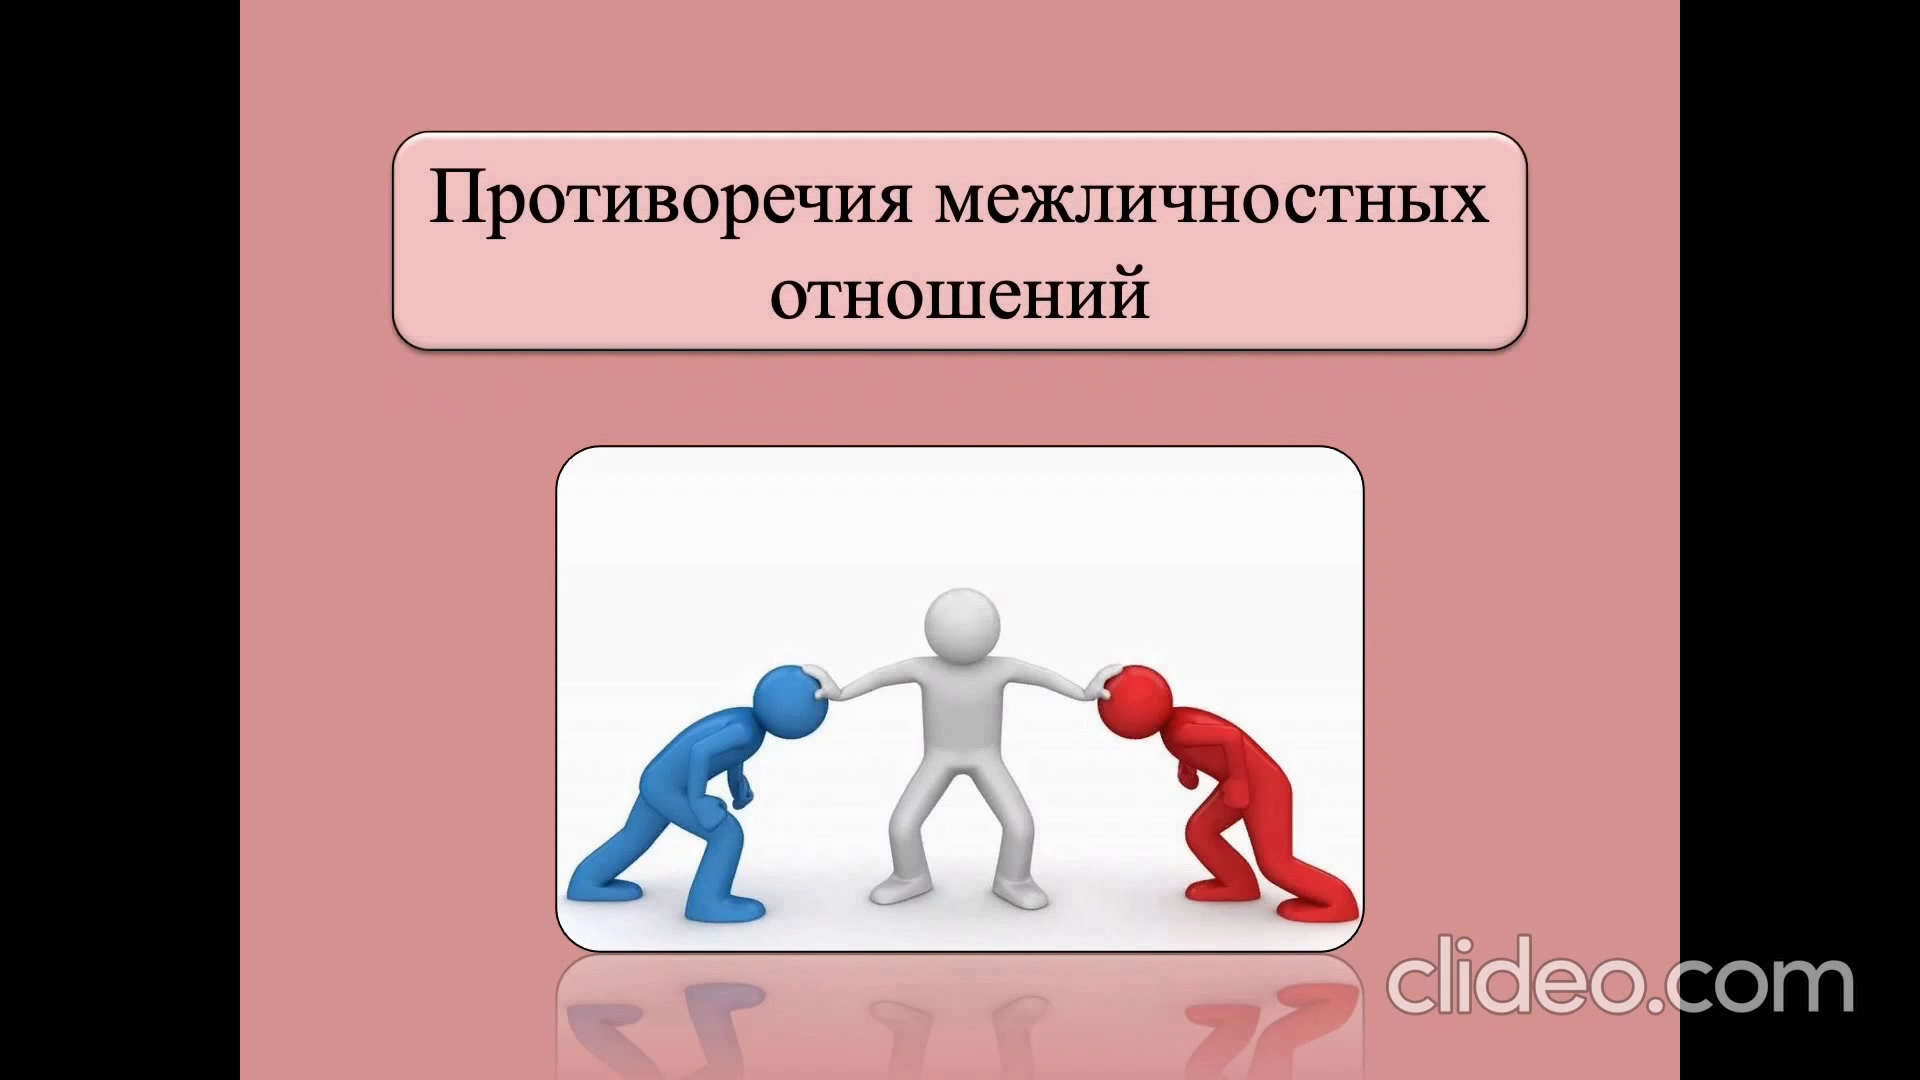 Противоречия межличностных
отношений
clideo.com